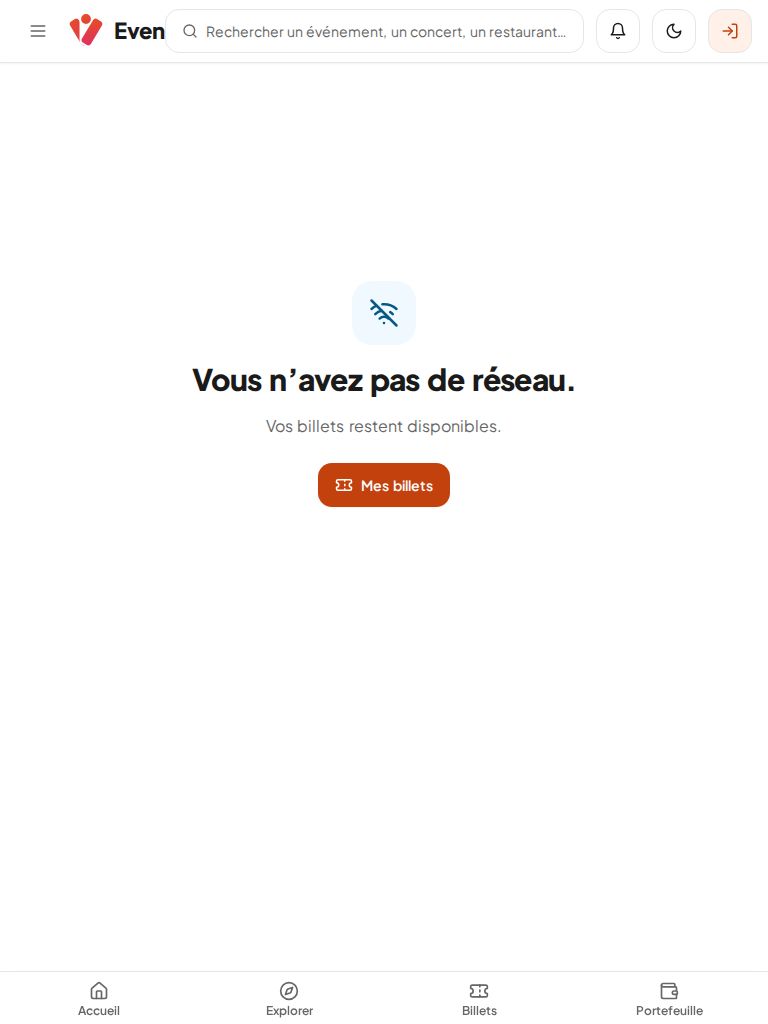 Even
Rechercher un événement, un concert, un restaurant…
Vous n’avez pas de réseau.
Vos billets restent disponibles.
Mes billets
Accueil
Explorer
Billets
Portefeuille